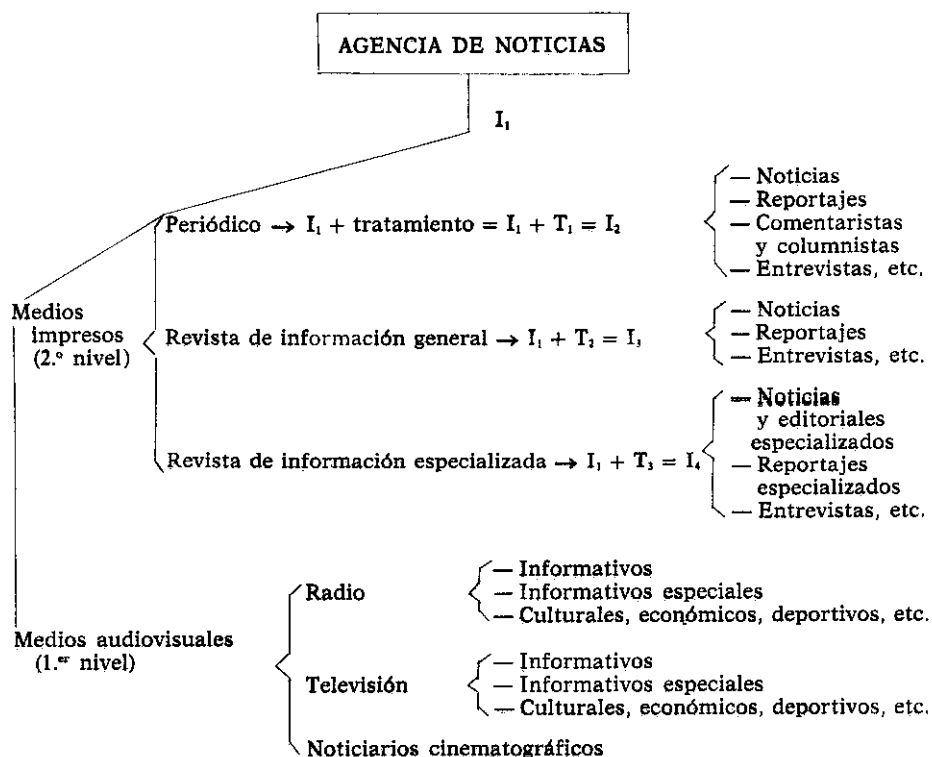 AGENCIA DE NOTICIAS
I₁
Periódico → I₁ + tratamiento = I₁ + T₁ = I₂
— Noticias
— Reportajes
— Comentaristas
y columnistas
— Entrevistas, etc.
Medios
impresos
(2.º nivel)
Revista de información general → I₁ + T₂ = I₃
— Noticias
— Reportajes
— Entrevistas, etc.
Revista de información especializada → I₁ + T₃ = I₄
— Noticias
y editoriales
especializados
— Reportajes
especializados
— Entrevistas, etc.
Medios audiovisuales
(1.er nivel)
Radio
— Informativos
— Informativos especiales
— Culturales, económicos, deportivos, etc.
Televisión
— Informativos
— Informativos especiales
— Culturales, económicos, deportivos, etc.
Noticiarios cinematográficos